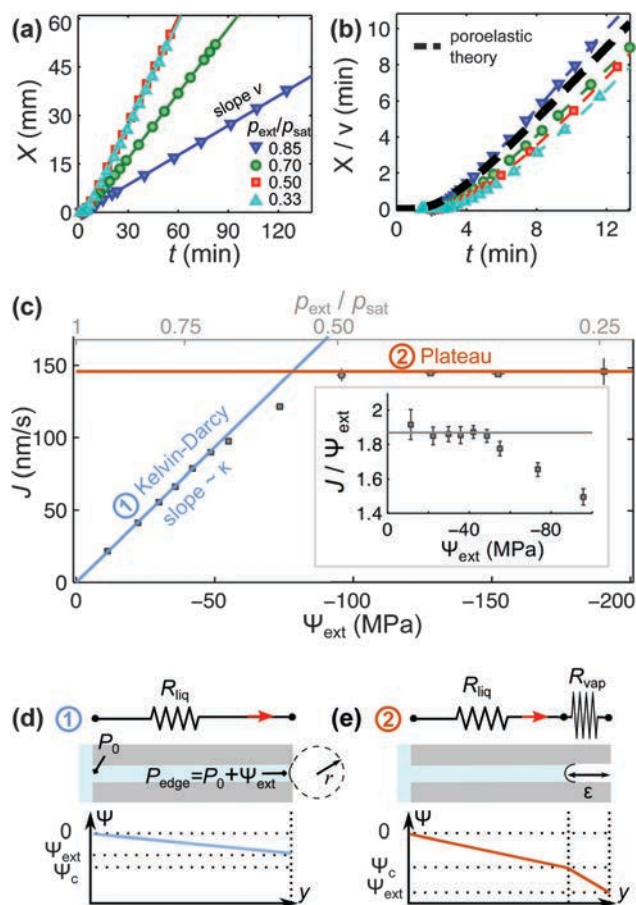 (a)
60
45
30
15
0
X (mm)
0 30 60 90 120
t (min)
slope v
p_ext/p_sat
0.85
0.70
0.50
0.33
(b)
10
8
6
4
2
0
X / v (min)
0 4 8 12
t (min)
poroelastic
theory
(c)
p_ext / p_sat
1 0.75 0.50 0.25
150
100
50
0
J (nm/s)
② Plateau
① Kelvin-Darcy
slope ~ κ
0 −50 −100 −150 −200
Ψ_ext (MPa)
2
1.8
1.6
1.4
J / Ψ_ext
0 −40 −80
Ψ_ext (MPa)
(d) ① R_liq
P_0
P_edge=P_0+Ψ_ext
r
Ψ
0
Ψ_ext
Ψ_c
y
(e) ② R_liq R_vap
ε
Ψ
0
Ψ_c
Ψ_ext
y